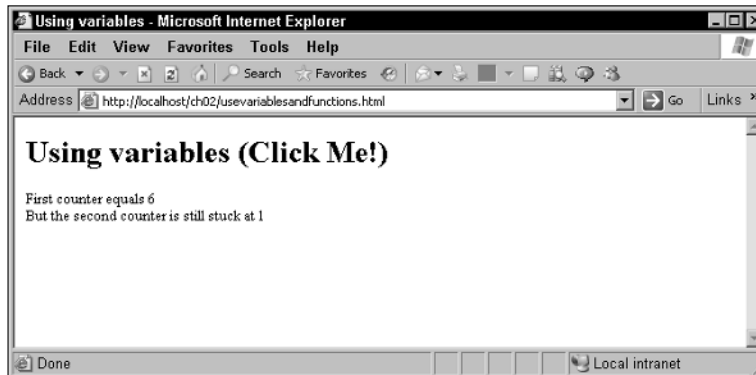 Using variables - Microsoft Internet Explorer
File Edit View Favorites Tools Help
Back Search Favorites
Address http://localhost/ch02/usevariablesandfunctions.html Go Links »
Using variables (Click Me!)
First counter equals 6
But the second counter is still stuck at 1
Done Local intranet